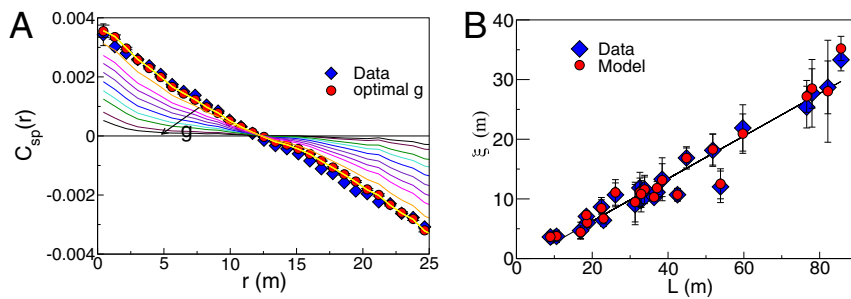 A
0.004
0.002
0
-0.002
-0.004
C_sp(r)
Data
optimal g
g
0 5 10 15 20 25
r (m)
B
40
30
20
10
0
ξ (m)
Data
Model
0 20 40 60 80
L (m)